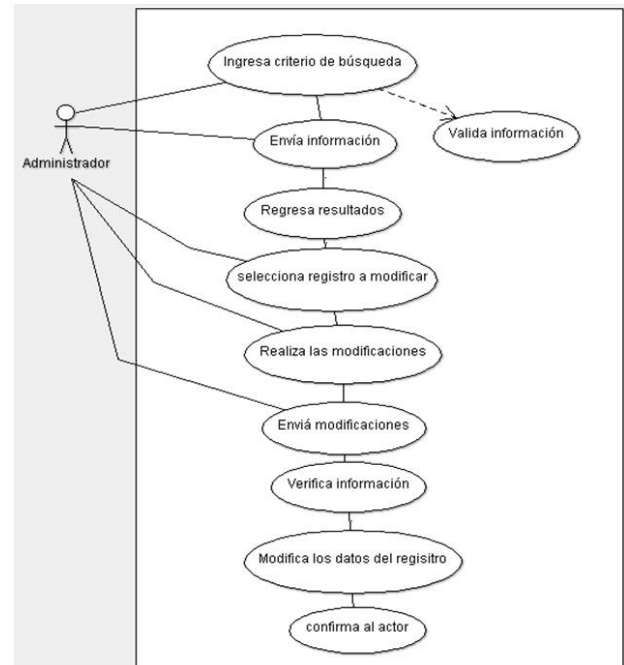 Ingresa criterio de búsqueda
Valida información
Envía información
Administrador
Regresa resultados
selecciona registro a modificar
Realiza las modificaciones
Enviá modificaciones
Verifica información
Modifica los datos del regisitro
confirma al actor